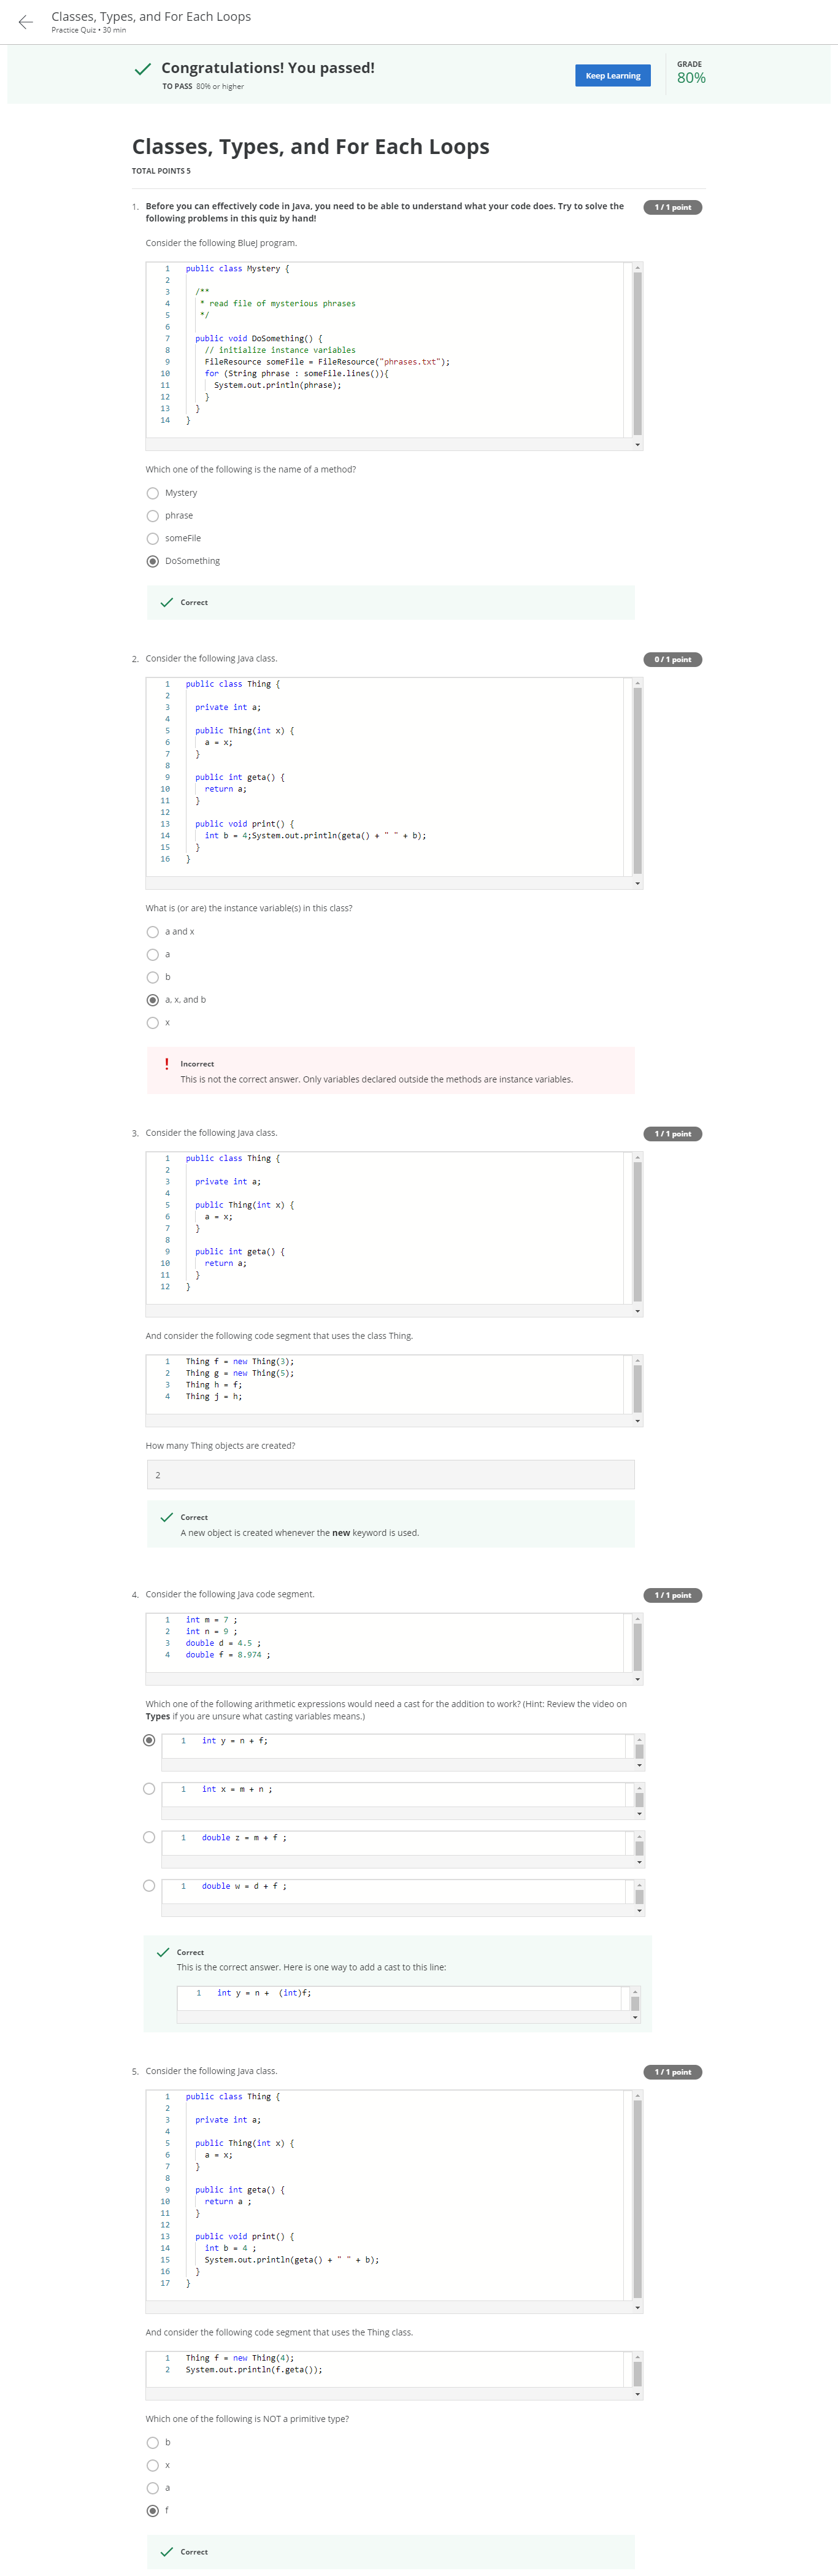 Classes, Types, and For Each Loops
Practice Quiz • 30 min
Congratulations! You passed!
TO PASS 80% or higher
Keep Learning
GRADE
80%
Classes, Types, and For Each Loops
TOTAL POINTS 5
1. Before you can effectively code in Java, you need to be able to understand what your code does. Try to solve the
following problems in this quiz by hand!
1 / 1 point
Consider the following BlueJ program.
1 public class Mystery {
2
3 /**
4 * read file of mysterious phrases
5 */
6
7 public void DoSomething() {
8 // initialize instance variables
9 FileResource someFile = FileResource("phrases.txt");
10 for (String phrase : someFile.lines()){
11 System.out.println(phrase);
12 }
13 }
14 }
Which one of the following is the name of a method?
Mystery
phrase
someFile
DoSomething
Correct
2. Consider the following Java class.
0 / 1 point
1 public class Thing {
2
3 private int a;
4
5 public Thing(int x) {
6 a = x;
7 }
8
9 public int geta() {
10 return a;
11 }
12
13 public void print() {
14 int b = 4;System.out.println(geta() + " " + b);
15 }
16 }
What is (or are) the instance variable(s) in this class?
a and x
a
b
a, x, and b
x
! Incorrect
This is not the correct answer. Only variables declared outside the methods are instance variables.
3. Consider the following Java class.
1 / 1 point
1 public class Thing {
2
3 private int a;
4
5 public Thing(int x) {
6 a = x;
7 }
8
9 public int geta() {
10 return a;
11 }
12 }
And consider the following code segment that uses the class Thing.
1 Thing f = new Thing(3);
2 Thing g = new Thing(5);
3 Thing h = f;
4 Thing j = h;
How many Thing objects are created?
2
Correct
A new object is created whenever the new keyword is used.
4. Consider the following Java code segment.
1 / 1 point
1 int m = 7 ;
2 int n = 9 ;
3 double d = 4.5 ;
4 double f = 8.974 ;
Which one of the following arithmetic expressions would need a cast for the addition to work? (Hint: Review the video on
Types if you are unsure what casting variables means.)
1 int y = n + f;
1 int x = m + n ;
1 double z = m + f ;
1 double w = d + f ;
Correct
This is the correct answer. Here is one way to add a cast to this line:
1 int y = n + (int)f;
5. Consider the following Java class.
1 / 1 point
1 public class Thing {
2
3 private int a;
4
5 public Thing(int x) {
6 a = x;
7 }
8
9 public int geta() {
10 return a ;
11 }
12
13 public void print() {
14 int b = 4 ;
15 System.out.println(geta() + " " + b);
16 }
17 }
And consider the following code segment that uses the Thing class.
1 Thing f = new Thing(4);
2 System.out.println(f.geta());
Which one of the following is NOT a primitive type?
b
x
a
f
Correct